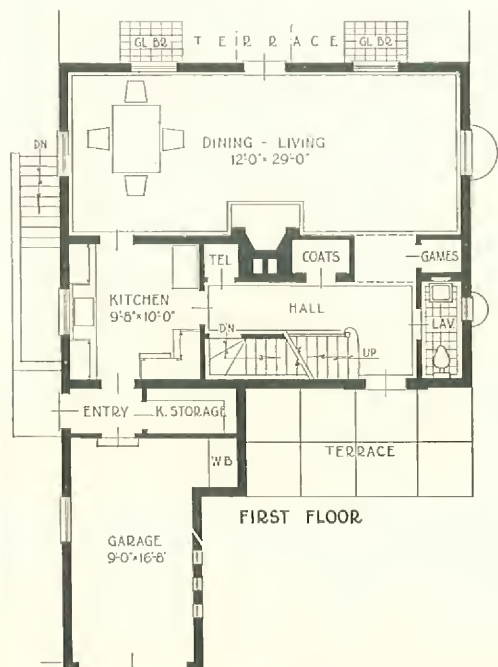 GL BR TERRACE GL BR
DN
DINING - LIVING
12'-0" × 29'-0"
TEL
COATS
GAMES
KITCHEN
9'-8" × 10'-0"
HALL
LAV.
DN
UP
ENTRY
K. STORAGE
WB
TERRACE
FIRST FLOOR
GARAGE
9'-0" × 16'-8"